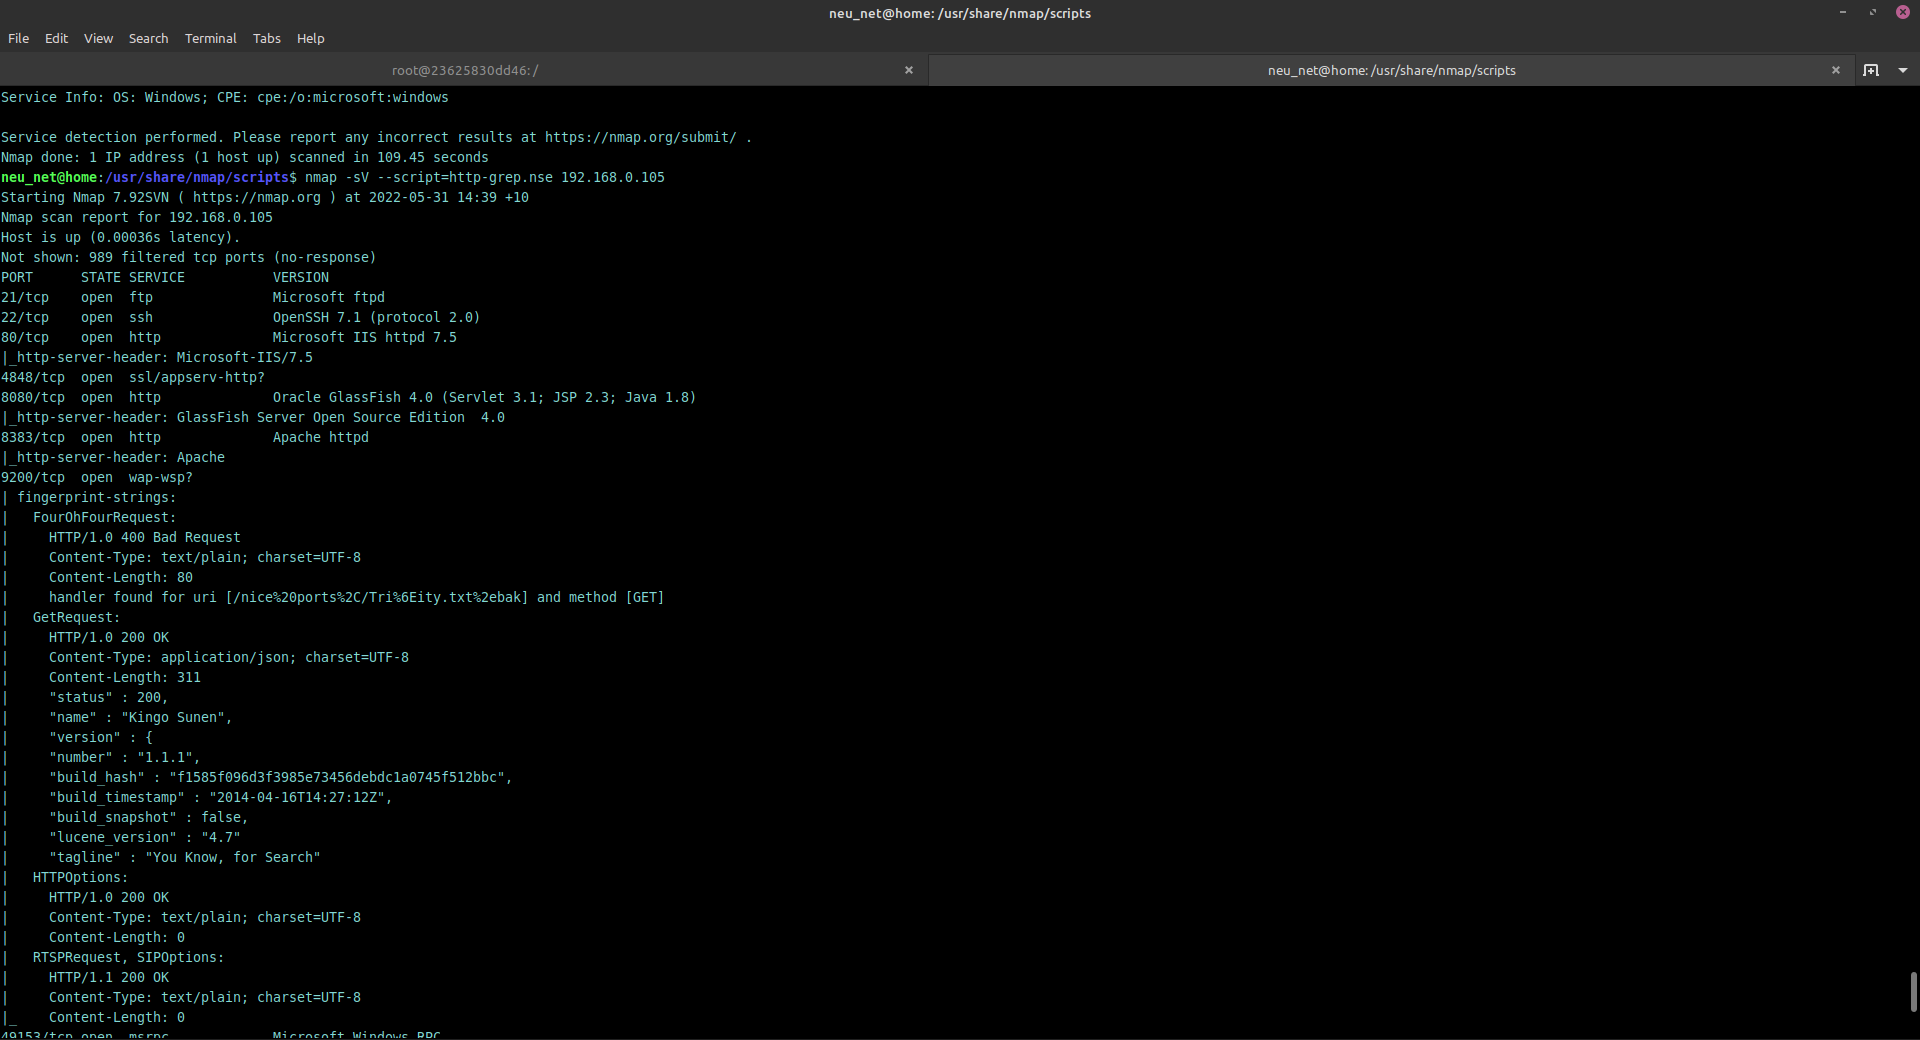 neu_net@home: /usr/share/nmap/scripts
File Edit View Search Terminal Tabs Help
root@23625830dd46: /
neu_net@home: /usr/share/nmap/scripts
Service Info: OS: Windows; CPE: cpe:/o:microsoft:windows
Service detection performed. Please report any incorrect results at https://nmap.org/submit/ .
Nmap done: 1 IP address (1 host up) scanned in 109.45 seconds
neu_net@home:/usr/share/nmap/scripts$ nmap -sV --script=http-grep.nse 192.168.0.105
Starting Nmap 7.92SVN ( https://nmap.org ) at 2022-05-31 14:39 +10
Nmap scan report for 192.168.0.105
Host is up (0.00036s latency).
Not shown: 989 filtered tcp ports (no-response)
PORT      STATE SERVICE           VERSION
21/tcp    open  ftp               Microsoft ftpd
22/tcp    open  ssh               OpenSSH 7.1 (protocol 2.0)
80/tcp    open  http              Microsoft IIS httpd 7.5
|_http-server-header: Microsoft-IIS/7.5
4848/tcp  open  ssl/appserv-http?
8080/tcp  open  http              Oracle GlassFish 4.0 (Servlet 3.1; JSP 2.3; Java 1.8)
|_http-server-header: GlassFish Server Open Source Edition  4.0
8383/tcp  open  http              Apache httpd
|_http-server-header: Apache
9200/tcp  open  wap-wsp?
| fingerprint-strings:
|   FourOhFourRequest:
|     HTTP/1.0 400 Bad Request
|     Content-Type: text/plain; charset=UTF-8
|     Content-Length: 80
|     handler found for uri [/nice%20ports%2C/Tri%6Eity.txt%2ebak] and method [GET]
|   GetRequest:
|     HTTP/1.0 200 OK
|     Content-Type: application/json; charset=UTF-8
|     Content-Length: 311
|     "status" : 200,
|     "name" : "Kingo Sunen",
|     "version" : {
|     "number" : "1.1.1",
|     "build_hash" : "f1585f096d3f3985e73456debdc1a0745f512bbc",
|     "build_timestamp" : "2014-04-16T14:27:12Z",
|     "build_snapshot" : false,
|     "lucene_version" : "4.7"
|     "tagline" : "You Know, for Search"
|   HTTPOptions:
|     HTTP/1.0 200 OK
|     Content-Type: text/plain; charset=UTF-8
|     Content-Length: 0
|   RTSPRequest, SIPOptions:
|     HTTP/1.1 200 OK
|     Content-Type: text/plain; charset=UTF-8
|_    Content-Length: 0
49153/tcp open  msrpc             Microsoft Windows RPC